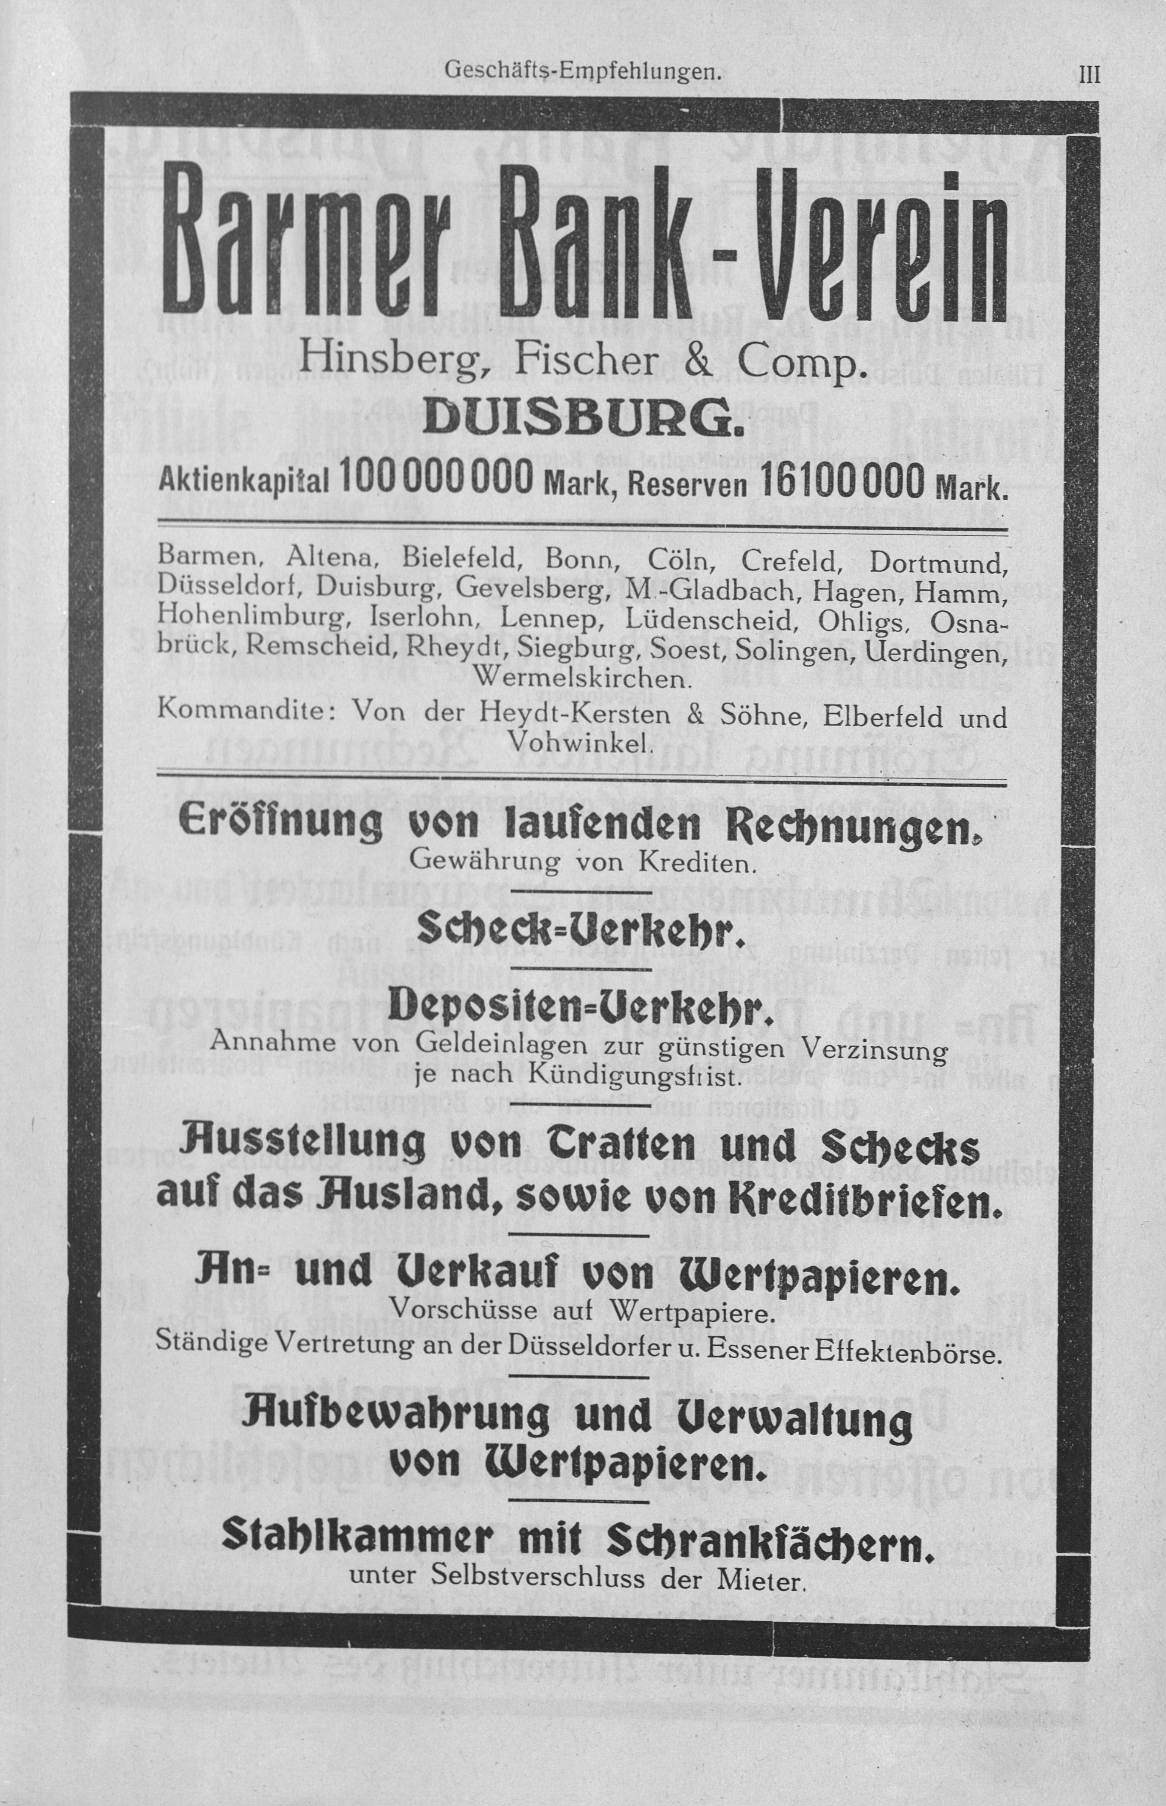 Geschäfts-Empfehlungen.
III
Barmer Bank-Verein
Hinsberg, Fischer & Comp.
DUISBURG.
Aktienkapital 100 000 000 Mark, Reserven 16 100 000 Mark.
Barmen, Altena, Bielefeld, Bonn, Cöln, Crefeld, Dortmund,
Düsseldorf, Duisburg, Gevelsberg, M.-Gladbach, Hagen, Hamm,
Hohenlimburg, Iserlohn, Lennep, Lüdenscheid, Ohligs, Osna-
brück, Remscheid, Rheydt, Siegburg, Soest, Solingen, Uerdingen,
Wermelskirchen.
Kommandite: Von der Heydt-Kersten & Söhne, Elberfeld und
Vohwinkel.
Eröffnung von laufenden Rechnungen.
Gewährung von Krediten.
Scheck-Verkehr.
Depositen-Verkehr.
Annahme von Geldeinlagen zur günstigen Verzinsung
je nach Kündigungsfrist.
Ausstellung von Tratten und Schecks
auf das Ausland, sowie von Kreditbriefen.
An- und Verkauf von Wertpapieren.
Vorschüsse auf Wertpapiere.
Ständige Vertretung an der Düsseldorfer u. Essener Effektenbörse.
Aufbewahrung und Verwaltung
von Wertpapieren.
Stahlkammer mit Schrankfächern.
unter Selbstverschluss der Mieter.